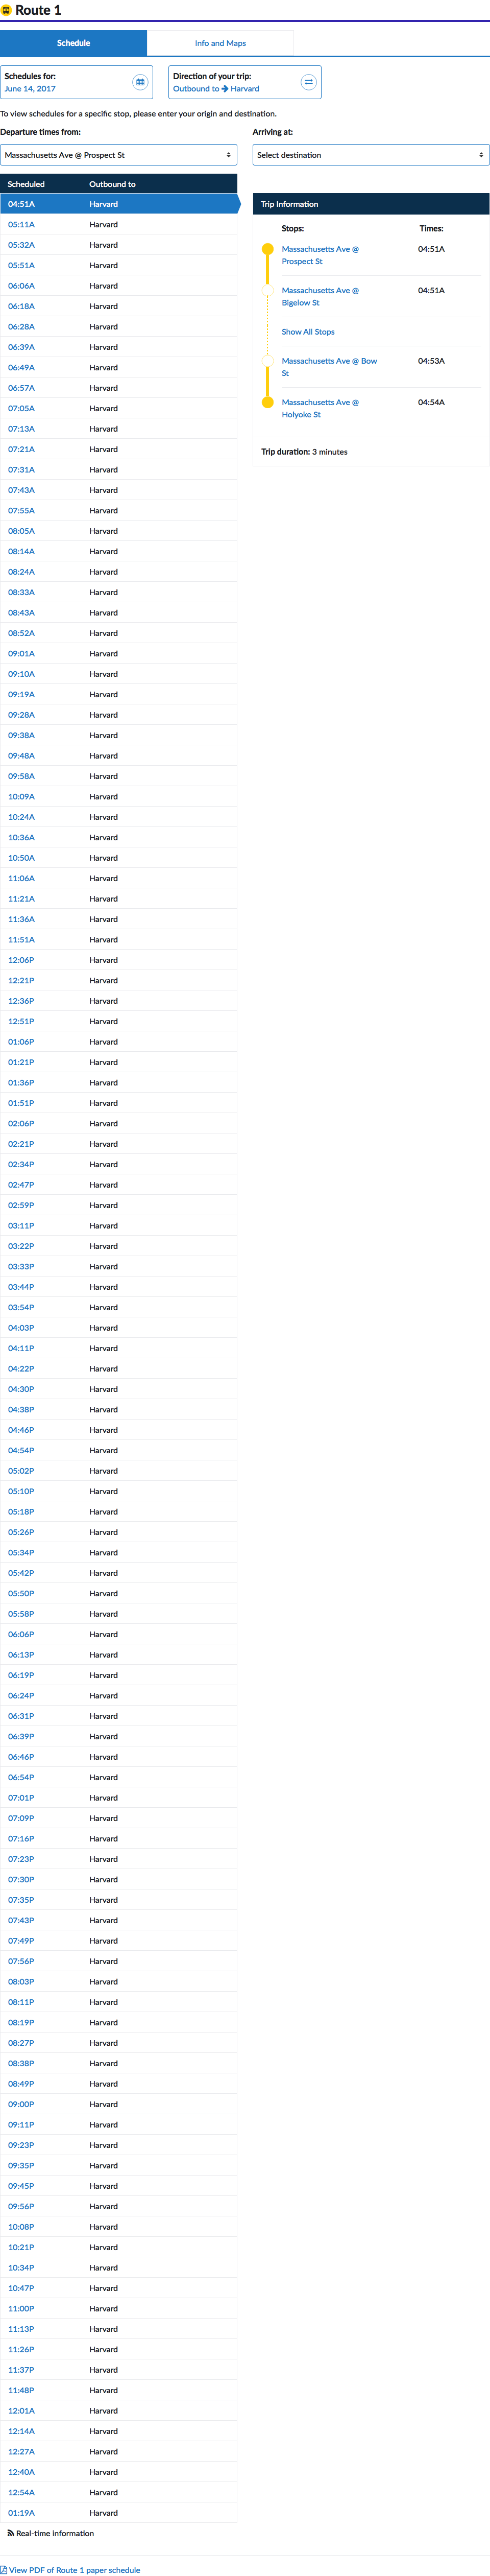 Route 1
Schedule
Info and Maps
Schedules for:
June 14, 2017
Direction of your trip:
Outbound to Harvard
To view schedules for a specific stop, please enter your origin and destination.
Departure times from:
Massachusetts Ave @ Prospect St
Arriving at:
Select destination
Scheduled Outbound to
04:51A Harvard
05:11A Harvard
05:32A Harvard
05:51A Harvard
06:06A Harvard
06:18A Harvard
06:28A Harvard
06:39A Harvard
06:49A Harvard
06:57A Harvard
07:05A Harvard
07:13A Harvard
07:21A Harvard
07:31A Harvard
07:43A Harvard
07:55A Harvard
08:05A Harvard
08:14A Harvard
08:24A Harvard
08:33A Harvard
08:43A Harvard
08:52A Harvard
09:01A Harvard
09:10A Harvard
09:19A Harvard
09:28A Harvard
09:38A Harvard
09:48A Harvard
09:58A Harvard
10:09A Harvard
10:24A Harvard
10:36A Harvard
10:50A Harvard
11:06A Harvard
11:21A Harvard
11:36A Harvard
11:51A Harvard
12:06P Harvard
12:21P Harvard
12:36P Harvard
12:51P Harvard
01:06P Harvard
01:21P Harvard
01:36P Harvard
01:51P Harvard
02:06P Harvard
02:21P Harvard
02:34P Harvard
02:47P Harvard
02:59P Harvard
03:11P Harvard
03:22P Harvard
03:33P Harvard
03:44P Harvard
03:54P Harvard
04:03P Harvard
04:11P Harvard
04:22P Harvard
04:30P Harvard
04:38P Harvard
04:46P Harvard
04:54P Harvard
05:02P Harvard
05:10P Harvard
05:18P Harvard
05:26P Harvard
05:34P Harvard
05:42P Harvard
05:50P Harvard
05:58P Harvard
06:06P Harvard
06:13P Harvard
06:19P Harvard
06:24P Harvard
06:31P Harvard
06:39P Harvard
06:46P Harvard
06:54P Harvard
07:01P Harvard
07:09P Harvard
07:16P Harvard
07:23P Harvard
07:30P Harvard
07:35P Harvard
07:43P Harvard
07:49P Harvard
07:56P Harvard
08:03P Harvard
08:11P Harvard
08:19P Harvard
08:27P Harvard
08:38P Harvard
08:49P Harvard
09:00P Harvard
09:11P Harvard
09:23P Harvard
09:35P Harvard
09:45P Harvard
09:56P Harvard
10:08P Harvard
10:21P Harvard
10:34P Harvard
10:47P Harvard
11:00P Harvard
11:13P Harvard
11:26P Harvard
11:37P Harvard
11:48P Harvard
12:01A Harvard
12:14A Harvard
12:27A Harvard
12:40A Harvard
12:54A Harvard
01:19A Harvard
Real-time information
Trip Information
Stops: Times:
Massachusetts Ave @ 04:51A
Prospect St
Massachusetts Ave @ 04:51A
Bigelow St
Show All Stops
Massachusetts Ave @ Bow 04:53A
St
Massachusetts Ave @ 04:54A
Holyoke St
Trip duration: 3 minutes
View PDF of Route 1 paper schedule